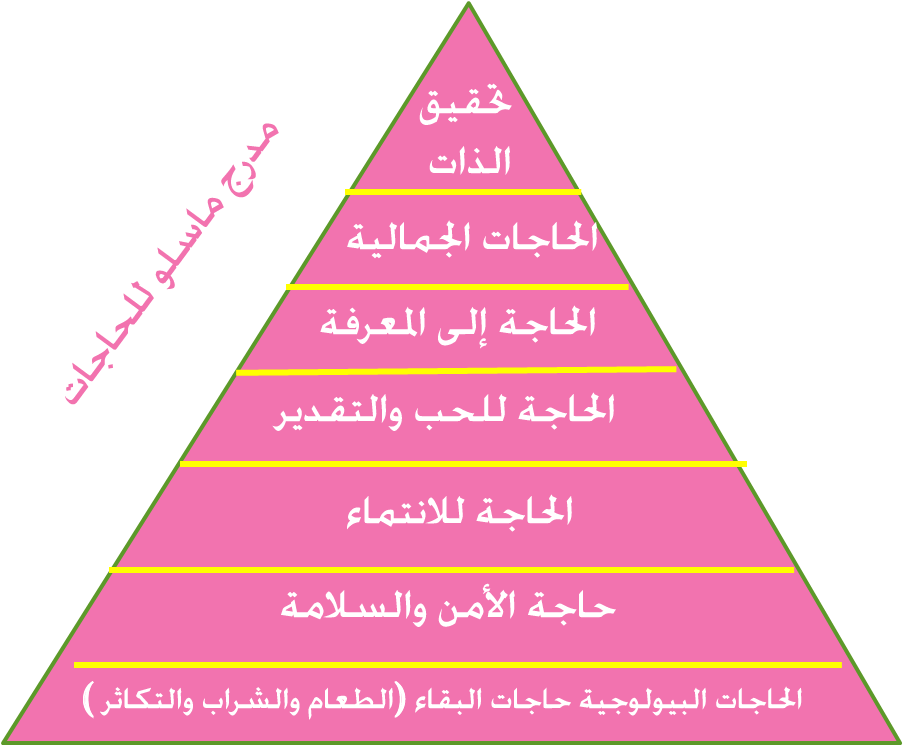 مدرج ماسلو للحاجات
تحقيق
الذات
الحاجات الجمالية
الحاجة إلى المعرفة
الحاجة للحب والتقدير
الحاجة للانتماء
حاجة الأمن والسلامة
الحاجات البيولوجية حاجات البقاء (الطعام والشراب والتكاثر )